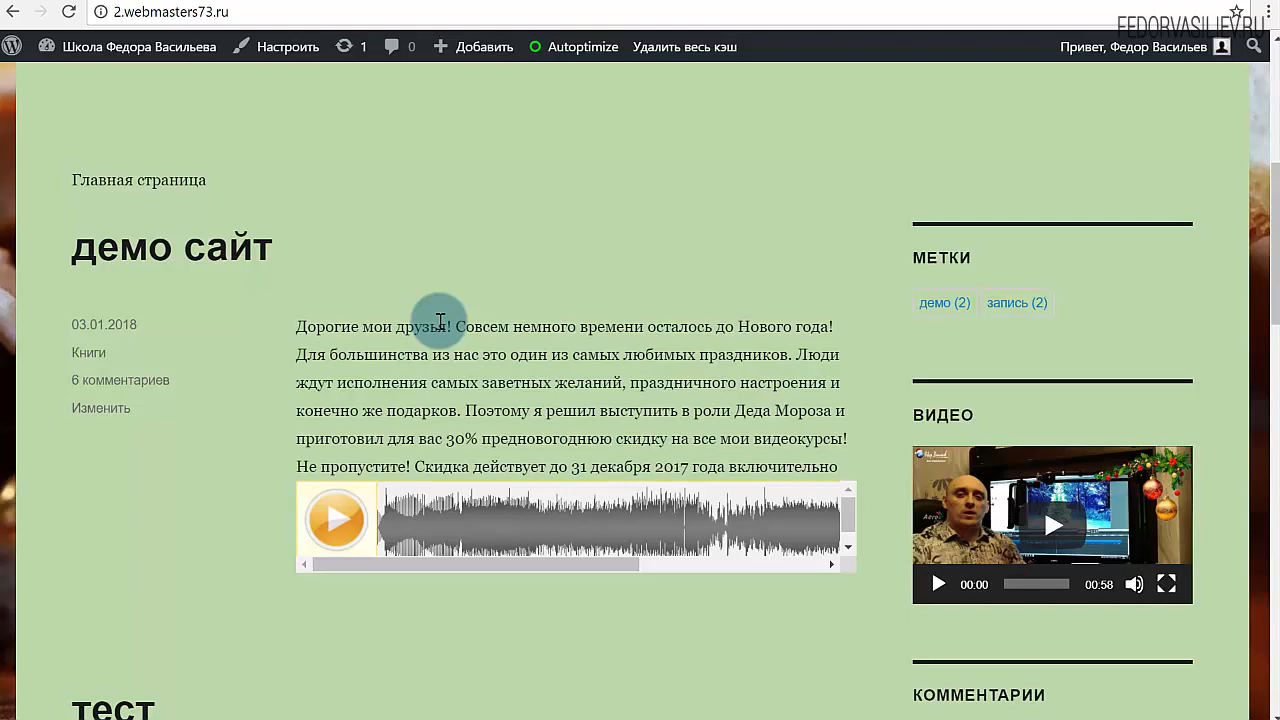 2.webmasters73.ru
FEDORVASILIEV.RU
Школа Федора Васильева Настроить 1 0 Добавить Autoptimize Удалить весь кэш Привет, Федор Васильев
Главная страница
демо сайт
03.01.2018
Книги
6 комментариев
Изменить
Дорогие мои друзья! Совсем немного времени осталось до Нового года!
Для большинства из нас это один из самых любимых праздников. Люди
ждут исполнения самых заветных желаний, праздничного настроения и
конечно же подарков. Поэтому я решил выступить в роли Деда Мороза и
приготовил для вас 30% предновогоднюю скидку на все мои видеокурсы!
Не пропустите! Скидка действует до 31 декабря 2017 года включительно
тест
МЕТКИ
демо (2) запись (2)
ВИДЕО
00:00 00:58
КОММЕНТАРИИ